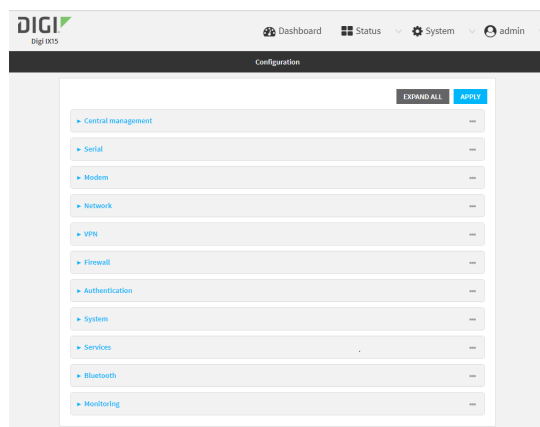 DIGI
Digi IX15
Dashboard Status System admin
Configuration
EXPAND ALL APPLY
Central management
Serial
Modem
Network
VPN
Firewall
Authentication
System
Services
Bluetooth
Monitoring